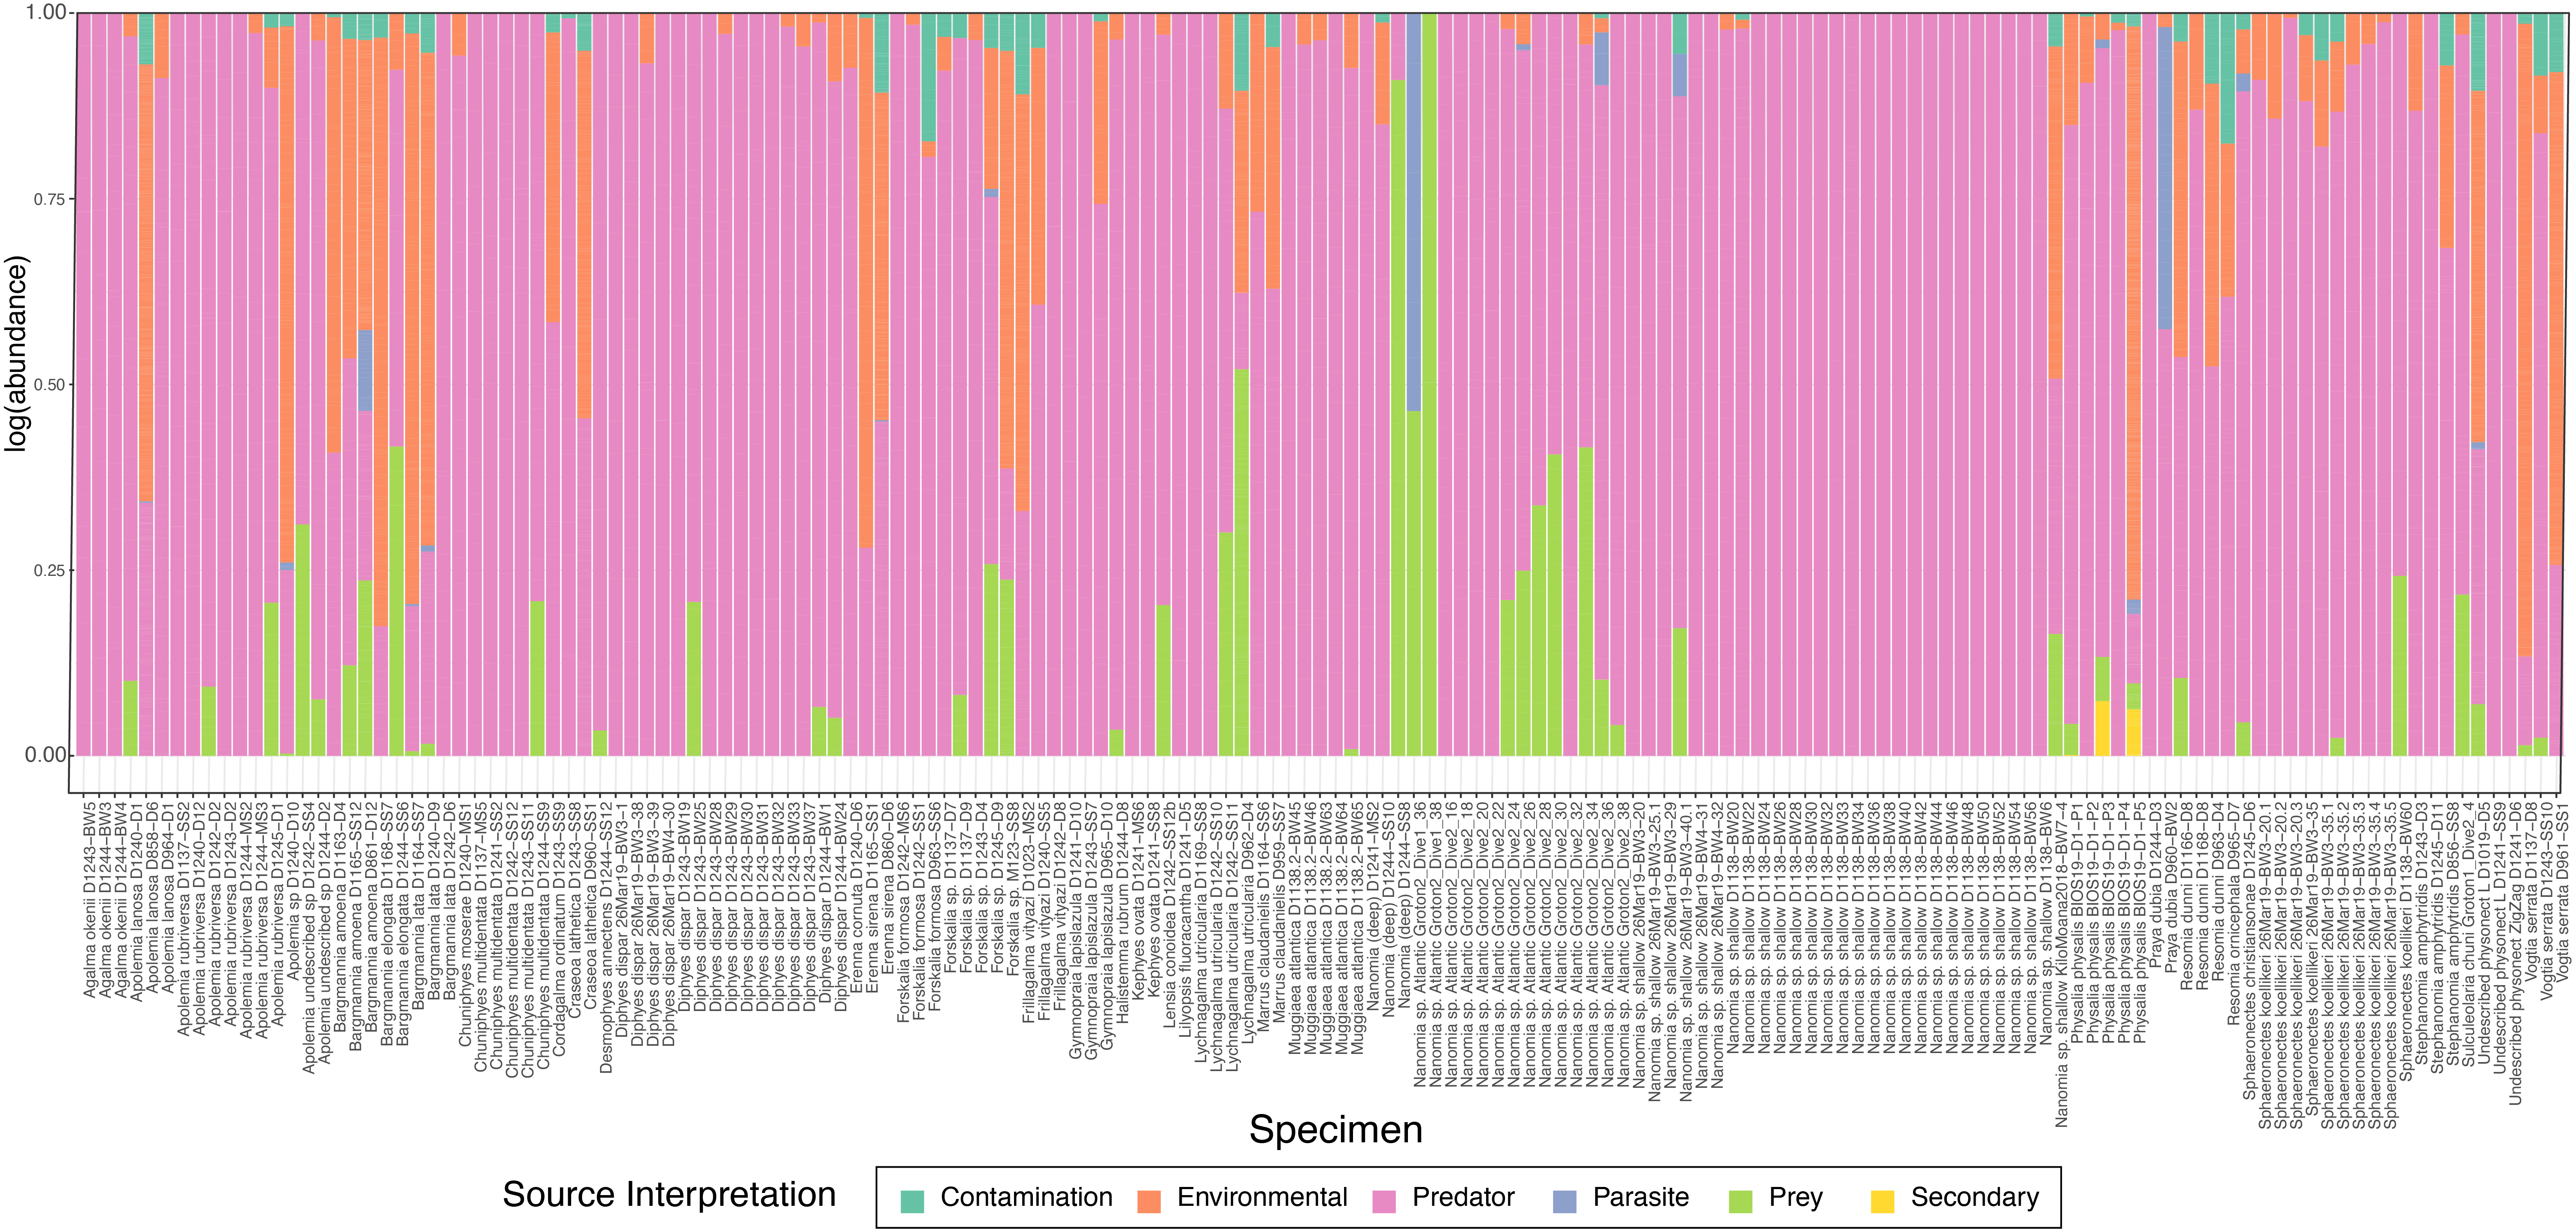 1.00
0.75
0.50
0.25
0.00
log(abundance)
Agalma okenii D1243−BW5
Agalma okenii D1244−BW3
Agalma okenii D1244−BW4
Apolemia lanosa D1240−D1
Apolemia lanosa D858−D6
Apolemia lanosa D964−D1
Apolemia rubriversa D1137−SS2
Apolemia rubriversa D1240−D12
Apolemia rubriversa D1242−D2
Apolemia rubriversa D1243−D2
Apolemia rubriversa D1244−MS2
Apolemia rubriversa D1244−MS3
Apolemia rubriversa D1245−D1
Apolemia sp D1240−D10
Apolemia undescribed sp D1242−SS4
Apolemia undescribed sp D1244−D2
Bargmannia amoena D1163−D4
Bargmannia amoena D1165−SS12
Bargmannia amoena D861−D12
Bargmannia elongata D1168−SS7
Bargmannia elongata D1244−SS6
Bargmannia lata D1164−SS7
Bargmannia lata D1240−D9
Bargmannia lata D1242−D6
Chuniphyes moserae D1240−MS1
Chuniphyes multidentata D1137−MS5
Chuniphyes multidentata D1241−SS2
Chuniphyes multidentata D1242−SS12
Chuniphyes multidentata D1243−SS11
Chuniphyes multidentata D1244−SS9
Cordagalma ordinatum D1243−SS9
Craseoa lathetica D1243−SS8
Craseoa lathetica D960−SS1
Desmophyes annectens D1244−SS12
Diphyes dispar 26Mar19−BW3−1
Diphyes dispar 26Mar19−BW3−38
Diphyes dispar 26Mar19−BW3−39
Diphyes dispar 26Mar19−BW4−30
Diphyes dispar D1243−BW19
Diphyes dispar D1243−BW25
Diphyes dispar D1243−BW28
Diphyes dispar D1243−BW29
Diphyes dispar D1243−BW30
Diphyes dispar D1243−BW31
Diphyes dispar D1243−BW32
Diphyes dispar D1243−BW33
Diphyes dispar D1243−BW37
Diphyes dispar D1244−BW1
Diphyes dispar D1244−BW24
Erenna cornuta D1240−D6
Erenna sirena D1165−SS1
Erenna sirena D860−D6
Forskalia formosa D1242−MS6
Forskalia formosa D1242−SS1
Forskalia formosa D963−SS6
Forskalia sp. D1137−D7
Forskalia sp. D1137−D9
Forskalia sp. D1243−D4
Forskalia sp. D1245−D9
Forskalia sp. M123−SS8
Frillagalma vityazi D1023−MS2
Frillagalma vityazi D1240−SS5
Frillagalma vityazi D1242−D8
Gymnopraia lapislazula D1241−D10
Gymnopraia lapislazula D1243−SS7
Gymnopraia lapislazula D965−D10
Halistemma rubrum D1244−D8
Kephyes ovata D1241−MS6
Kephyes ovata D1241−SS8
Lensia conoidea D1242−SS12b
Lilyopsis fluoracantha D1241−D5
Lychnagalma utricularia D1169−SS8
Lychnagalma utricularia D1242−SS10
Lychnagalma utricularia D1242−SS11
Lychnagalma utricularia D962−D4
Marrus claudanielis D1164−SS6
Marrus claudanielis D959−SS7
Muggiaea atlantica D1138.2−BW45
Muggiaea atlantica D1138.2−BW46
Muggiaea atlantica D1138.2−BW63
Muggiaea atlantica D1138.2−BW64
Muggiaea atlantica D1138.2−BW65
Nanomia (deep) D1241−MS2
Nanomia (deep) D1244−SS10
Nanomia (deep) D1244−SS8
Nanomia sp. Atlantic Groton2_Dive1_36
Nanomia sp. Atlantic Groton2_Dive1_38
Nanomia sp. Atlantic Groton2_Dive2_16
Nanomia sp. Atlantic Groton2_Dive2_18
Nanomia sp. Atlantic Groton2_Dive2_20
Nanomia sp. Atlantic Groton2_Dive2_22
Nanomia sp. Atlantic Groton2_Dive2_24
Nanomia sp. Atlantic Groton2_Dive2_26
Nanomia sp. Atlantic Groton2_Dive2_28
Nanomia sp. Atlantic Groton2_Dive2_30
Nanomia sp. Atlantic Groton2_Dive2_32
Nanomia sp. Atlantic Groton2_Dive2_34
Nanomia sp. Atlantic Groton2_Dive2_36
Nanomia sp. Atlantic Groton2_Dive2_38
Nanomia sp. shallow 26Mar19−BW3−20
Nanomia sp. shallow 26Mar19−BW3−25.1
Nanomia sp. shallow 26Mar19−BW3−29
Nanomia sp. shallow 26Mar19−BW3−40.1
Nanomia sp. shallow 26Mar19−BW4−31
Nanomia sp. shallow 26Mar19−BW4−32
Nanomia sp. shallow D1138−BW20
Nanomia sp. shallow D1138−BW22
Nanomia sp. shallow D1138−BW24
Nanomia sp. shallow D1138−BW26
Nanomia sp. shallow D1138−BW28
Nanomia sp. shallow D1138−BW30
Nanomia sp. shallow D1138−BW32
Nanomia sp. shallow D1138−BW33
Nanomia sp. shallow D1138−BW34
Nanomia sp. shallow D1138−BW36
Nanomia sp. shallow D1138−BW38
Nanomia sp. shallow D1138−BW40
Nanomia sp. shallow D1138−BW42
Nanomia sp. shallow D1138−BW44
Nanomia sp. shallow D1138−BW46
Nanomia sp. shallow D1138−BW48
Nanomia sp. shallow D1138−BW50
Nanomia sp. shallow D1138−BW52
Nanomia sp. shallow D1138−BW54
Nanomia sp. shallow D1138−BW56
Nanomia sp. shallow D1138−BW6
Nanomia sp. shallow KiloMoana2018−BW7−4
Physalia physalis BIOS19−D1−P1
Physalia physalis BIOS19−D1−P2
Physalia physalis BIOS19−D1−P3
Physalia physalis BIOS19−D1−P4
Physalia physalis BIOS19−D1−P5
Praya dubia D1244−D3
Praya dubia D960−BW2
Resomia dunni D1166−D8
Resomia dunni D1168−D8
Resomia dunni D963−D4
Resomia ornicephala D965−D7
Sphaeronectes christiansonae D1245−D6
Sphaeronectes koellikeri 26Mar19−BW3−20.1
Sphaeronectes koellikeri 26Mar19−BW3−20.2
Sphaeronectes koellikeri 26Mar19−BW3−20.3
Sphaeronectes koellikeri 26Mar19−BW3−35
Sphaeronectes koellikeri 26Mar19−BW3−35.1
Sphaeronectes koellikeri 26Mar19−BW3−35.2
Sphaeronectes koellikeri 26Mar19−BW3−35.3
Sphaeronectes koellikeri 26Mar19−BW3−35.4
Sphaeronectes koellikeri 26Mar19−BW3−35.5
Sphaeronectes koellikeri D1138−BW60
Stephanomia amphytridis D1243−D3
Stephanomia amphytridis D1245−D11
Stephanomia amphytridis D856−SS8
Sulculeolaria chuni Groton1_Dive2_4
Undescribed physonect L D1019−D5
Undescribed physonect L D1241−SS9
Undescribed physonect ZigZag D1241−D6
Vogtia serrata D1137−D8
Vogtia serrata D1243−SS10
Vogtia serrata D961−SS1
Specimen
Source Interpretation
Contamination
Environmental
Predator
Parasite
Prey
Secondary